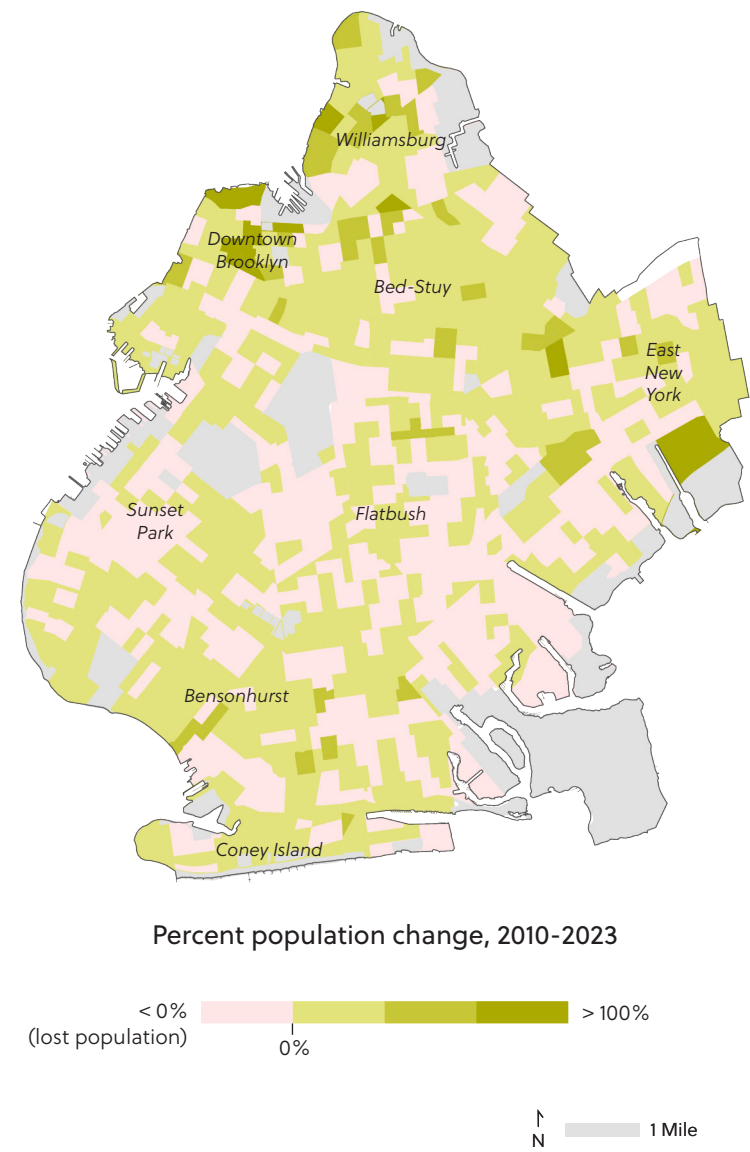 Williamsburg
Downtown
Brooklyn
Bed-Stuy
East
New
York
Sunset
Park
Flatbush
Bensonhurst
Coney Island
Percent population change, 2010-2023
< 0%
(lost population)
0%
> 100%
N
1 Mile